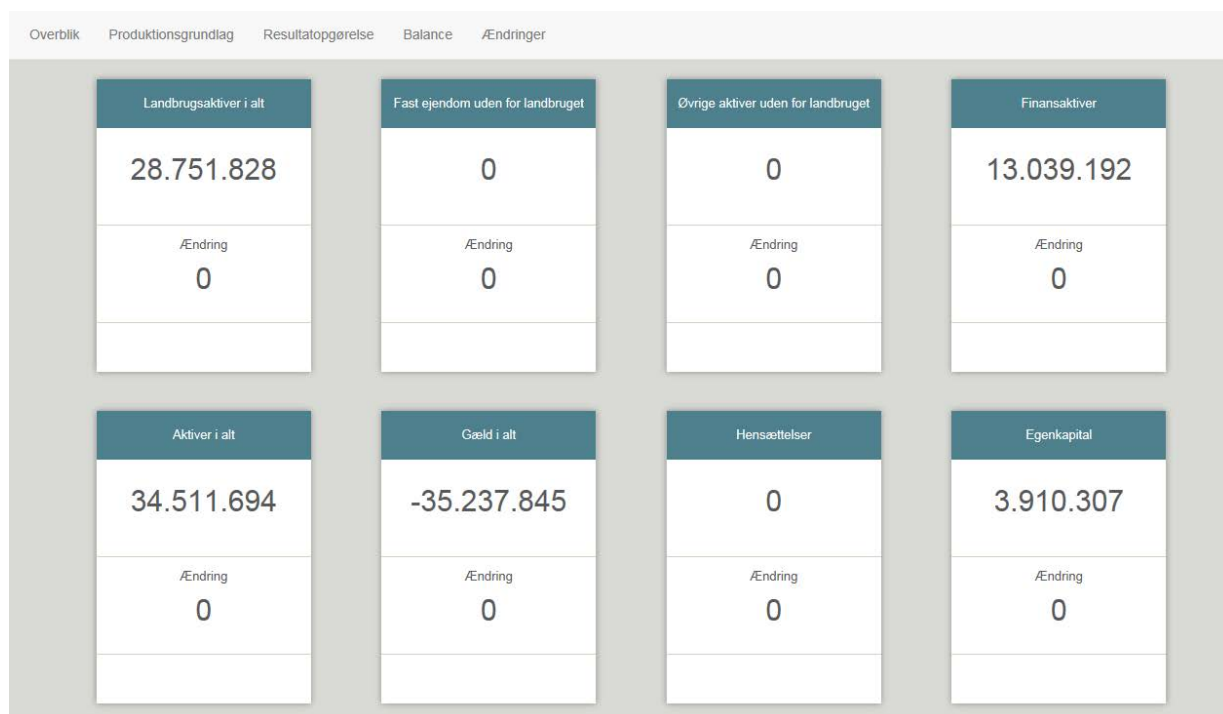 Overblik Produktionsgrundlag Resultatopgørelse Balance Ændringer
Landbrugsaktiver i alt Fast ejendom uden for landbruget Øvrige aktiver uden for landbruget Finansaktiver
28.751.828 0 0 13.039.192
Ændring Ændring Ændring Ændring
0 0 0 0
Aktiver i alt Gæld i alt Hensættelser Egenkapital
34.511.694 -35.237.845 0 3.910.307
Ændring Ændring Ændring Ændring
0 0 0 0